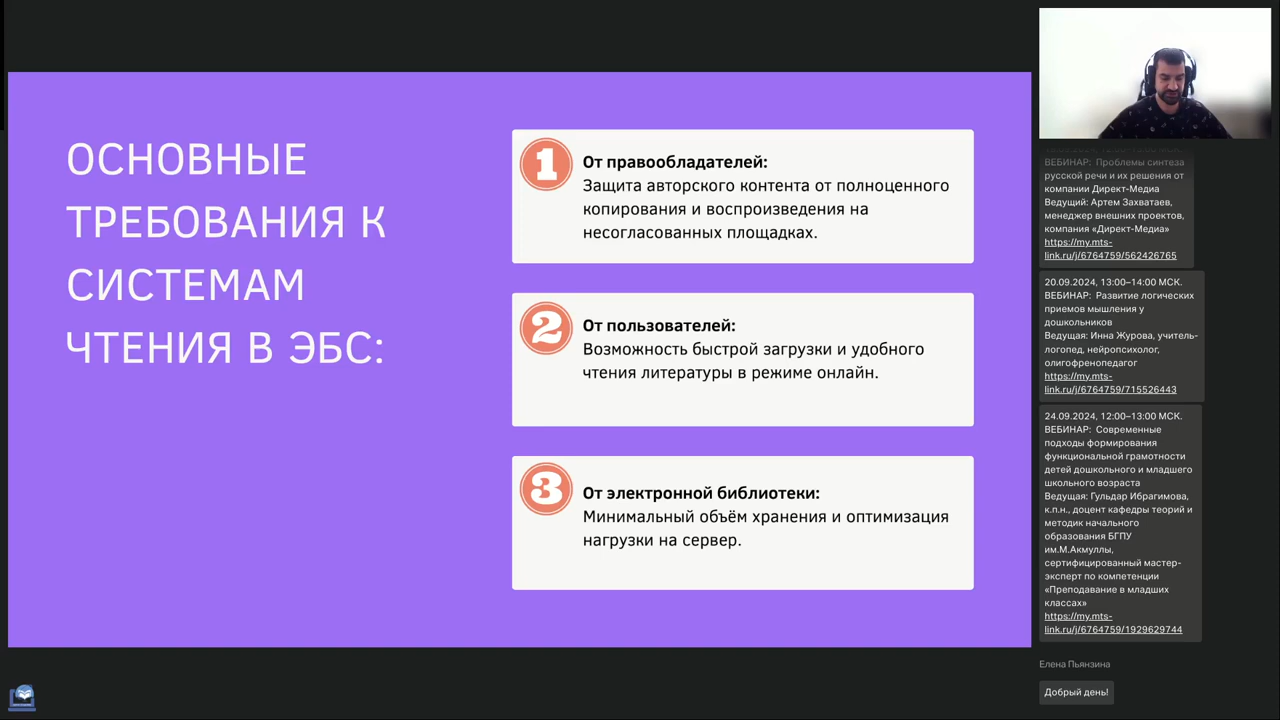 ОСНОВНЫЕ
ТРЕБОВАНИЯ К
СИСТЕМАМ
ЧТЕНИЯ В ЭБС:
1
От правообладателей:
Защита авторского контента от полноценного
копирования и воспроизведения на
несогласованных площадках.
2
От пользователей:
Возможность быстрой загрузки и удобного
чтения литературы в режиме онлайн.
3
От электронной библиотеки:
Минимальный объём хранения и оптимизация
нагрузки на сервер.
ВЕБИНАР: Проблемы синтеза
русской речи и их решения от
компании Директ-Медиа
Ведущий: Артем Захватаев,
менеджер внешних проектов,
компания «Директ-Медиа»
https://my.mts-
link.ru/j/6764759/562426765
20.09.2024, 13:00–14:00 МСК.
ВЕБИНАР: Развитие логических
приемов мышления у
дошкольников
Ведущая: Инна Журова, учитель-
логопед, нейропсихолог,
олигофренопедагог
https://my.mts-
link.ru/j/6764759/715526443
24.09.2024, 12:00–13:00 МСК.
ВЕБИНАР: Современные
подходы формирования
функциональной грамотности
детей дошкольного и младшего
школьного возраста
Ведущая: Гульдар Ибрагимова,
к.п.н., доцент кафедры теорий и
методик начального
образования БГПУ
им.М.Акмуллы,
сертифицированный мастер-
эксперт по компетенции
«Преподавание в младших
классах»
https://my.mts-
link.ru/j/6764759/1929629744
Елена Пьянзина
Добрый день!